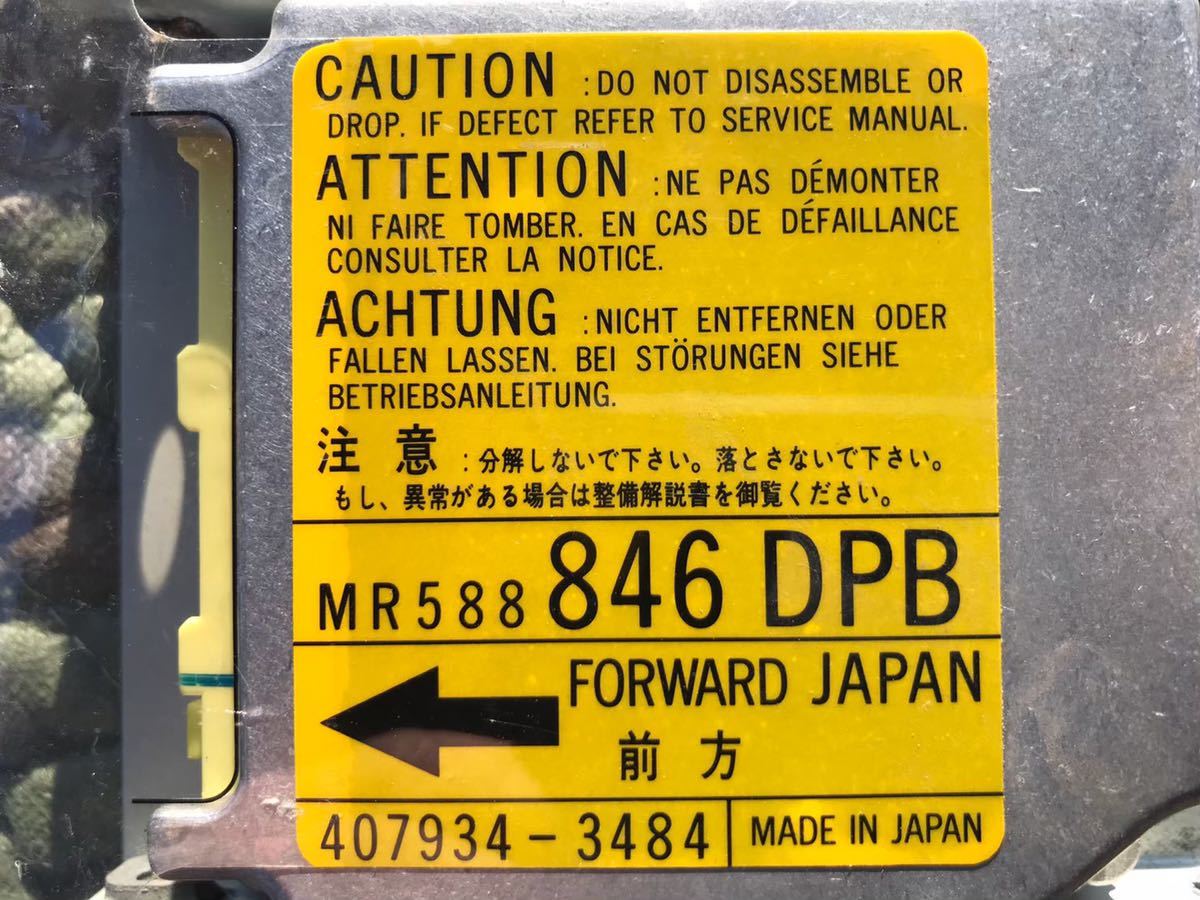 CAUTION :DO NOT DISASSEMBLE OR
DROP. IF DEFECT REFER TO SERVICE MANUAL.
ATTENTION :NE PAS DÉMONTER
NI FAIRE TOMBER. EN CAS DE DÉFAILLANCE
CONSULTER LA NOTICE.
ACHTUNG :NICHT ENTFERNEN ODER
FALLEN LASSEN. BEI STÖRUNGEN SIEHE
BETRIEBSANLEITUNG.
注意 :分解しないで下さい。落とさないで下さい。
もし、異常がある場合は整備解説書を御覧ください。
MR588 846 DPB
FORWARD JAPAN
前方
407934-3484 MADE IN JAPAN